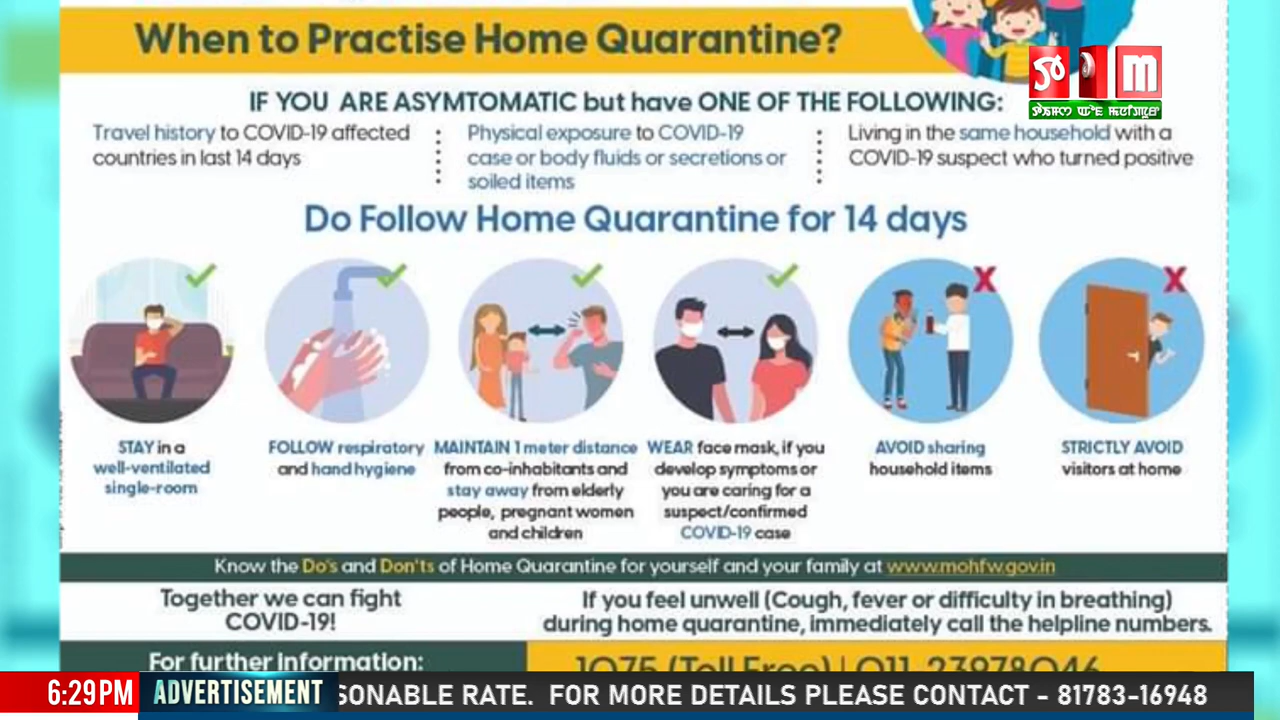 When to Practise Home Quarantine?
IF YOU ARE ASYMTOMATIC but have ONE OF THE FOLLOWING:
Travel history to COVID-19 affected
countries in last 14 days
Physical exposure to COVID-19
case or body fluids or secretions or
soiled items
Living in the same household with a
COVID-19 suspect who turned positive
Do Follow Home Quarantine for 14 days
STAY in a
well-ventilated
single-room
FOLLOW respiratory
and hand hygiene
MAINTAIN 1 meter distance
from co-inhabitants and
stay away from elderly
people, pregnant women
and children
WEAR face mask, if you
develop symptoms or
you are caring for a
suspect/confirmed
COVID-19 case
AVOID sharing
household items
STRICTLY AVOID
visitors at home
Know the Do's and Don'ts of Home Quarantine for yourself and your family at www.mohfw.gov.in
Together we can fight
COVID-19!
If you feel unwell (Cough, fever or difficulty in breathing)
during home quarantine, immediately call the helpline numbers.
For further Information:
1075 (Toll Free) | 011-23978046
6:29PM
ADVERTISEMENT
SONABLE RATE. FOR MORE DETAILS PLEASE CONTACT - 81783-16948